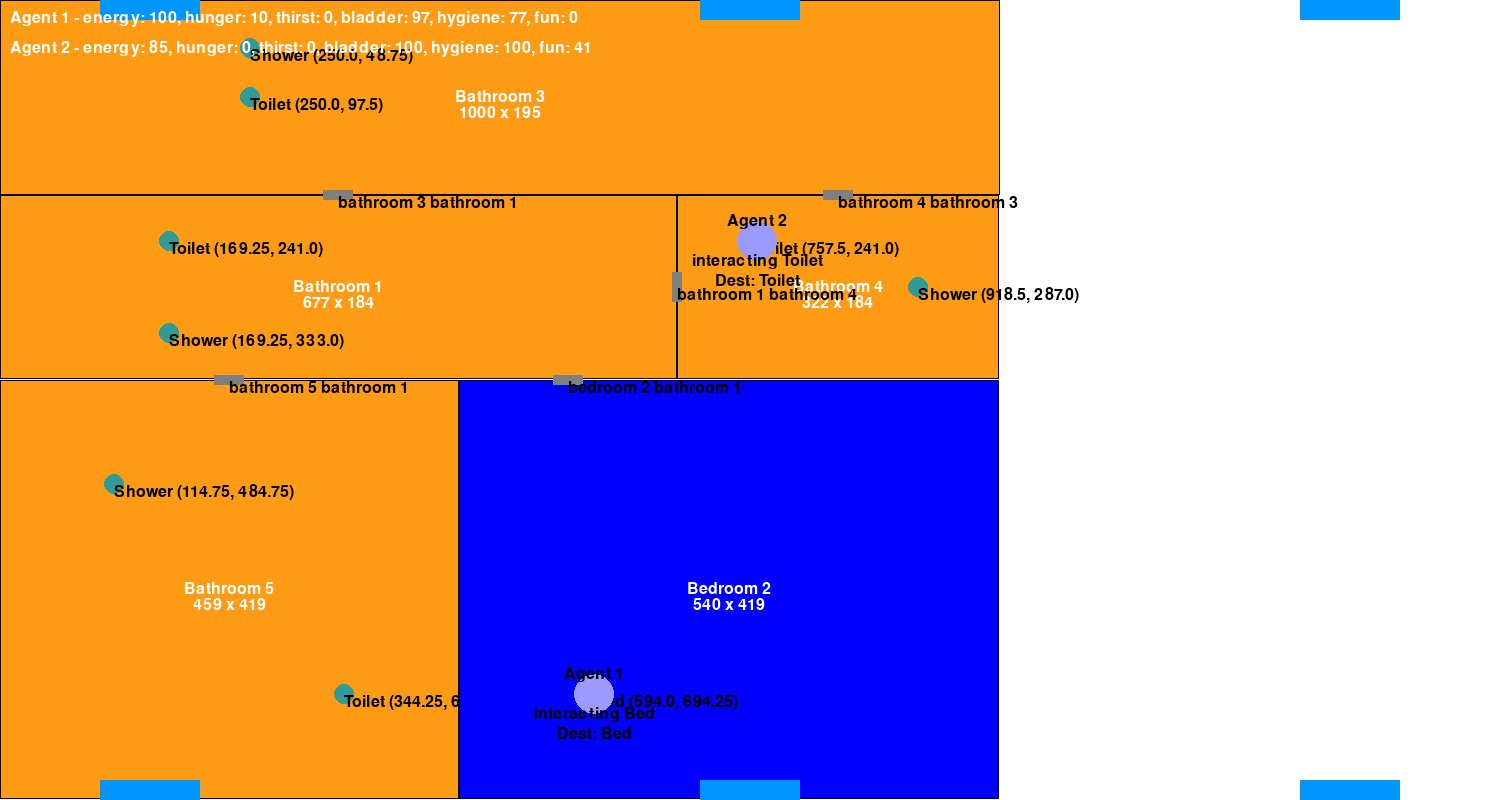 Agent 1 - energy: 100, hunger: 10, thirst: 0, bladder: 97, hygiene: 77, fun: 0
Agent 2 - energy: 85, hunger: 0, thirst: 0, bladder: 100, hygiene: 100, fun: 41
Shower (250.0, 48.75)
Toilet (250.0, 97.5)
Bathroom 3
1000 x 195
bathroom 3 bathroom 1
bathroom 4 bathroom 3
Agent 2
Toilet (169.25, 241.0)
ilet (757.5, 241.0)
interacting Toilet
Dest: Toilet
Bathroom 1
677 x 184
bathroom 1 bathroom 4
Bathroom 4
322 x 184
Shower (918.5, 287.0)
Shower (169.25, 333.0)
bathroom 5 bathroom 1
bedroom 2 bathroom 1
Shower (114.75, 484.75)
Bathroom 5
459 x 419
Bedroom 2
540 x 419
Agent 1
Toilet (344.25, 6
d (594.0, 694.25)
interacting Bed
Dest: Bed